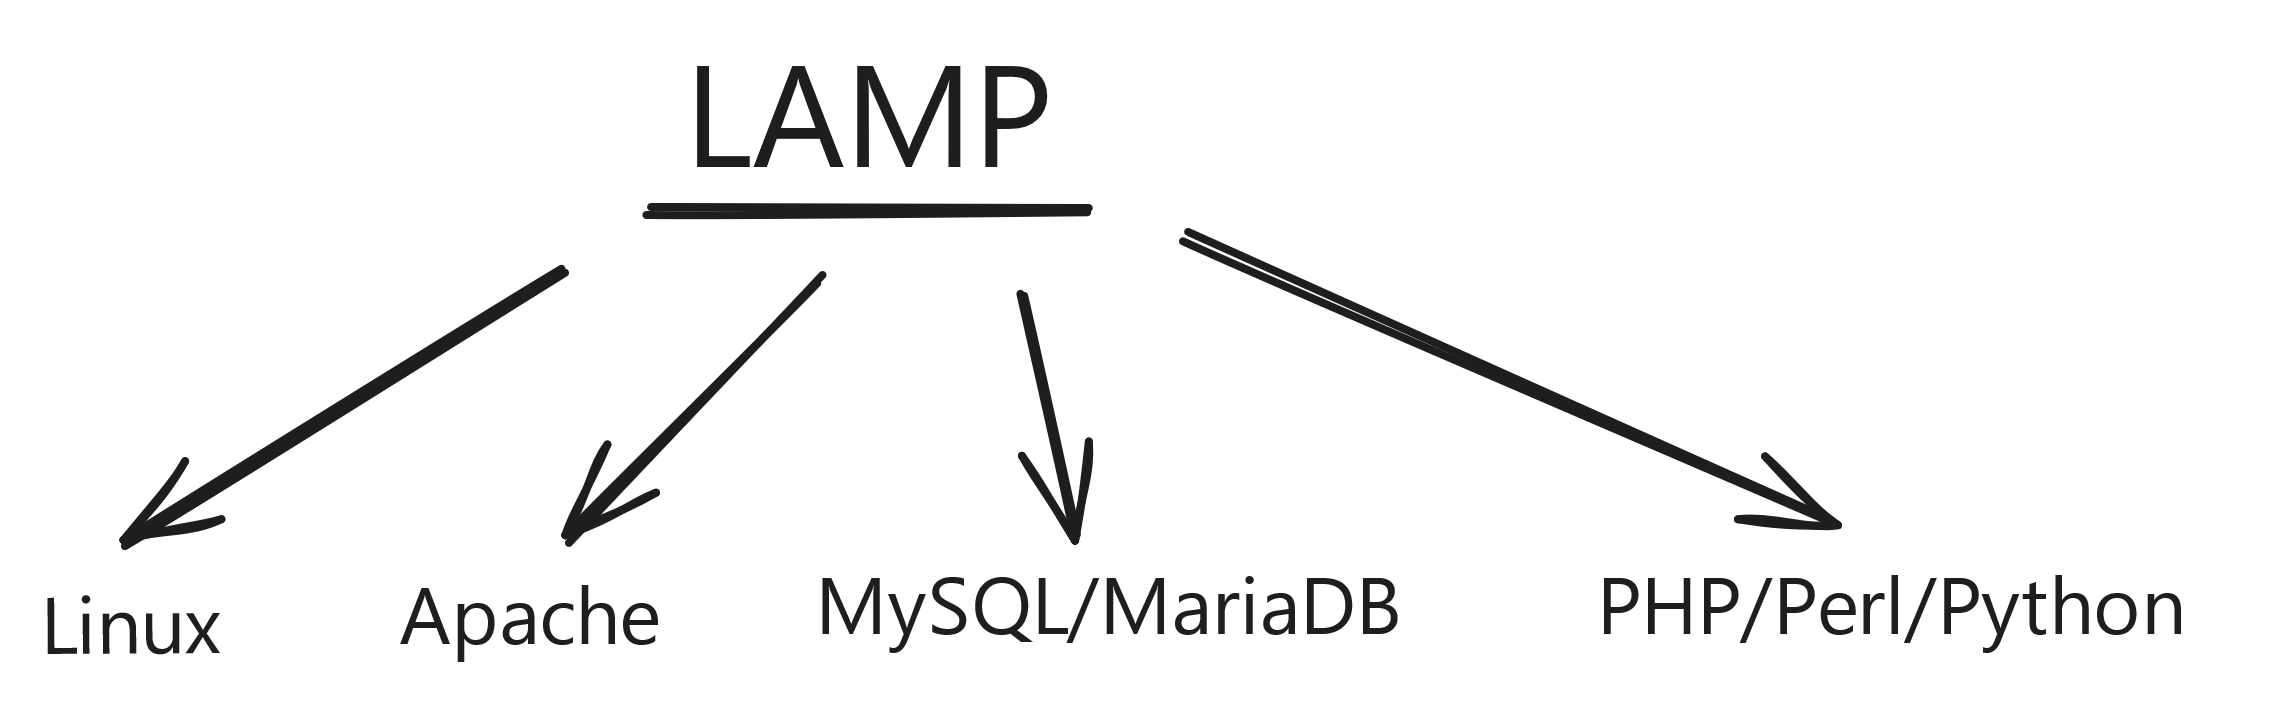 LAMP
Linux
Apache
MySQL/MariaDB
PHP/Perl/Python